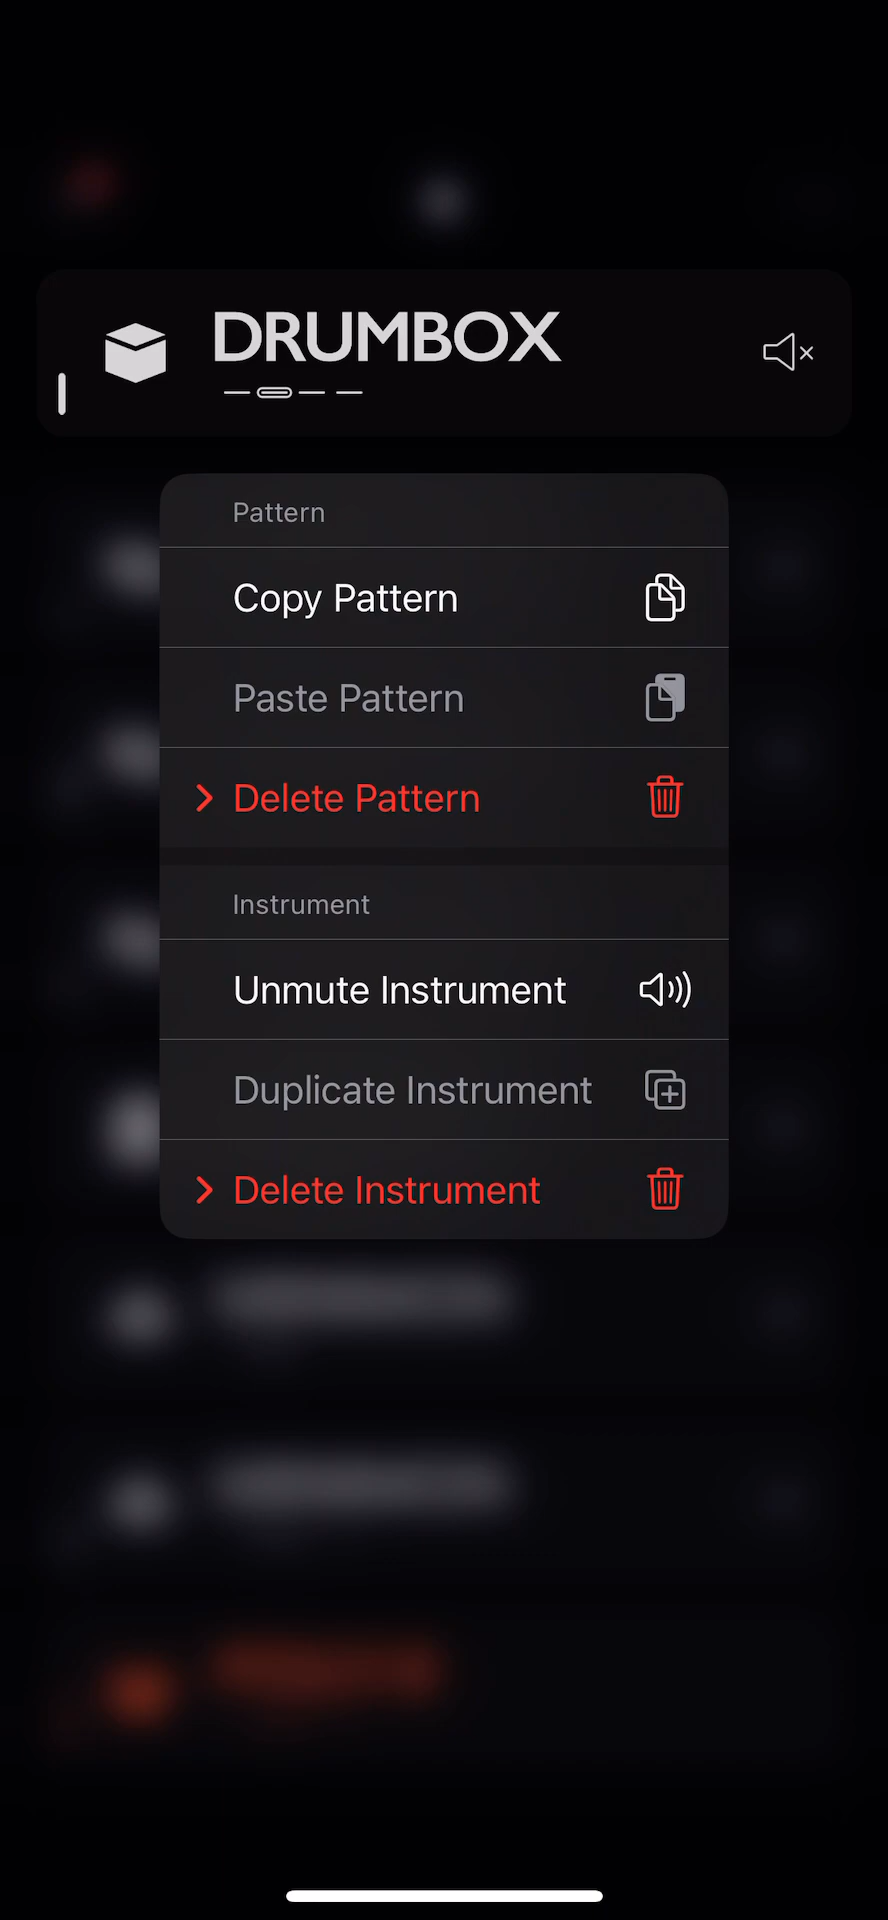 DRUMBOX
Pattern
Copy Pattern
Paste Pattern
Delete Pattern
Instrument
Unmute Instrument
Duplicate Instrument
Delete Instrument